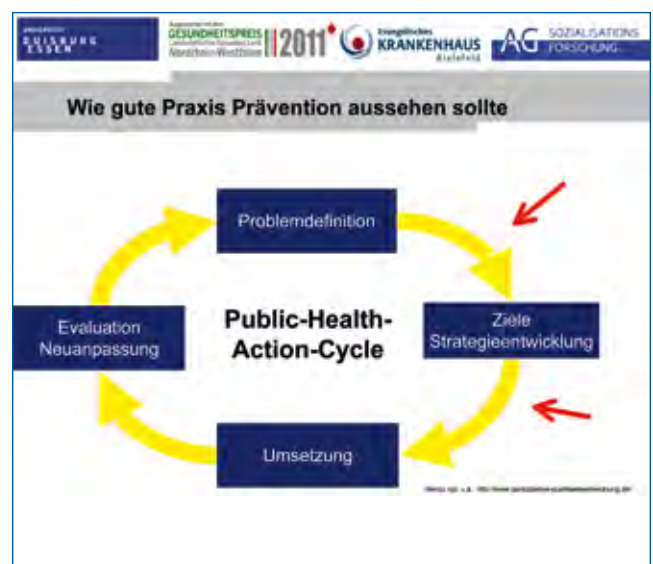 UNIVERSITÄT
DUISBURG
ESSEN
GESUNDHEITSPREIS
Nordrhein-Westfalen
2011
Evangelisches
KRANKENHAUS
Bielefeld
AG SOZIALISATIONS
FORSCHUNG
Wie gute Praxis Prävention aussehen sollte
Problemdefinition
Ziele
Strategieentwicklung
Public-Health-
Action-Cycle
Evaluation
Neuanpassung
Umsetzung